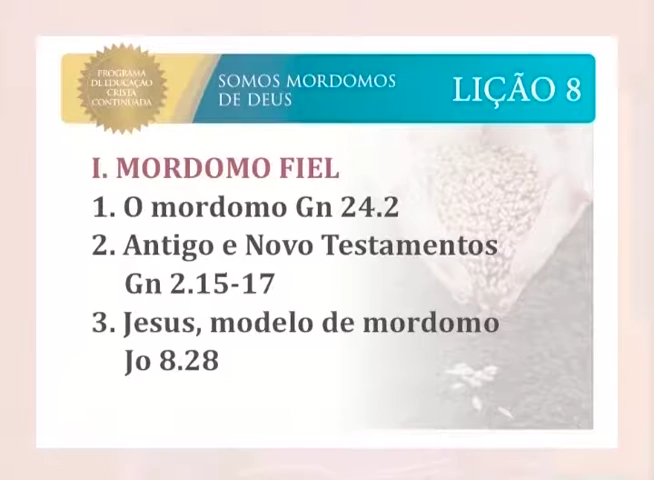 PROGRAMA
DE EDUCAÇÃO
CRISTÃ
CONTINUADA
SOMOS MORDOMOS
DE DEUS
LIÇÃO 8
I. MORDOMO FIEL
1. O mordomo Gn 24.2
2. Antigo e Novo Testamentos
Gn 2.15-17
3. Jesus, modelo de mordomo
Jo 8.28